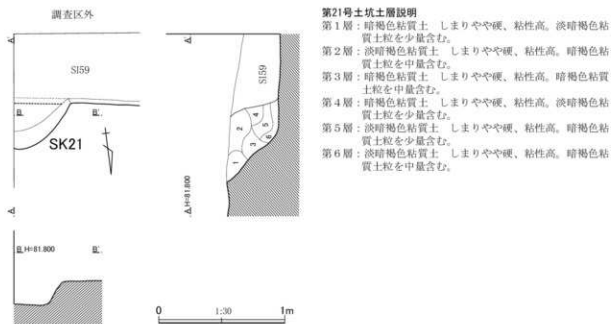 調査区外
A'
SI59
B
B'
SK21
A
H=81.800
SI59
1
2
3
4
5
6
B H=81.800
B'
0
1:30
1m
第21号土坑土層説明
第1層：暗褐色粘質土 しまりやや硬、粘性高。淡暗褐色粘
質土粒を少量含む。
第2層：淡暗褐色粘質土 しまりやや硬、粘性高。暗褐色粘
質土粒を中量含む。
第3層：暗褐色粘質土 しまりやや硬、粘性高。暗褐色粘質
土粒を中量含む。
第4層：暗褐色粘質土 しまりやや硬、粘性高。淡暗褐色粘
質土粒を少量含む。
第5層：淡暗褐色粘質土 しまりやや硬、粘性高。暗褐色粘
質土粒を少量含む。
第6層：淡暗褐色粘質土 しまりやや硬、粘性高。暗褐色粘
質土粒を中量含む。